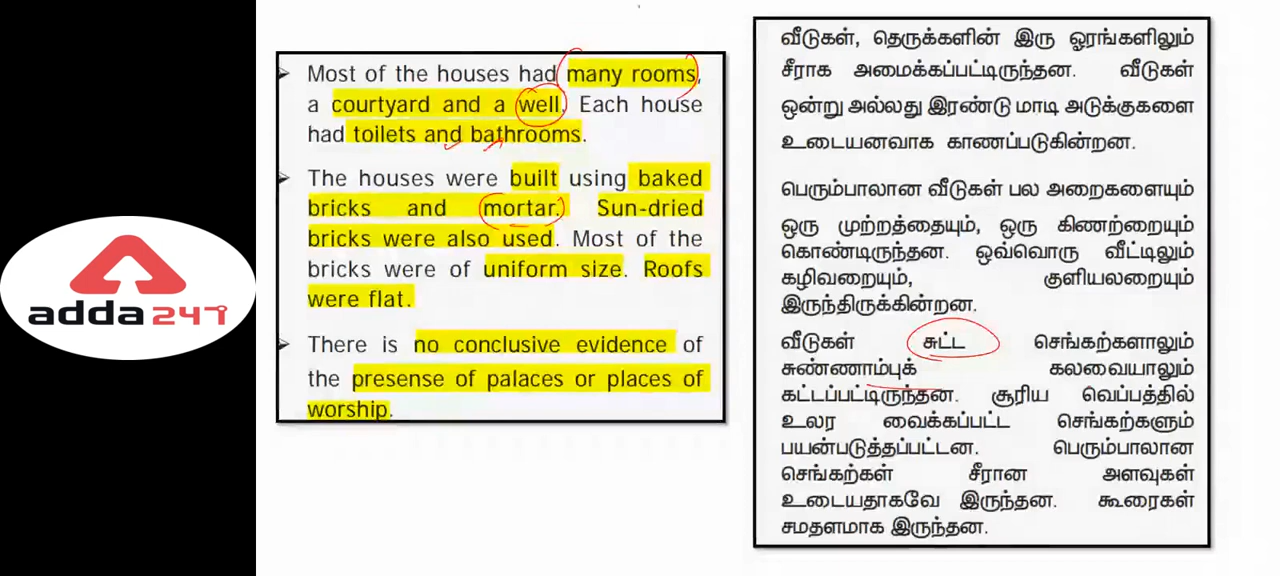 adda247
➢ Most of the houses had many rooms,
a courtyard and a well. Each house
had toilets and bathrooms.
➢ The houses were built using baked
bricks and mortar. Sun-dried
bricks were also used. Most of the
bricks were of uniform size. Roofs
were flat.
➢ There is no conclusive evidence of
the presense of palaces or places of
worship.
வீடுகள், தெருக்களின் இரு ஓரங்களிலும்
சீராக அமைக்கப்பட்டிருந்தன. வீடுகள்
ஒன்று அல்லது இரண்டு மாடி அடுக்குகளை
உடையனவாக காணப்படுகின்றன.
பெரும்பாலான வீடுகள் பல அறைகளையும்
ஒரு முற்றத்தையும், ஒரு கிணற்றையும்
கொண்டிருந்தன. ஒவ்வொரு வீட்டிலும்
கழிவறையும், குளியலறையும்
இருந்திருக்கின்றன.
வீடுகள் சுட்ட செங்கற்களாலும்
சுண்ணாம்புக் கலவையாலும்
கட்டப்பட்டிருந்தன. சூரிய வெப்பத்தில்
உலர வைக்கப்பட்ட செங்கற்களும்
பயன்படுத்தப்பட்டன. பெரும்பாலான
செங்கற்கள் சீரான அளவுகள்
உடையதாகவே இருந்தன. கூரைகள்
சமதளமாக இருந்தன.